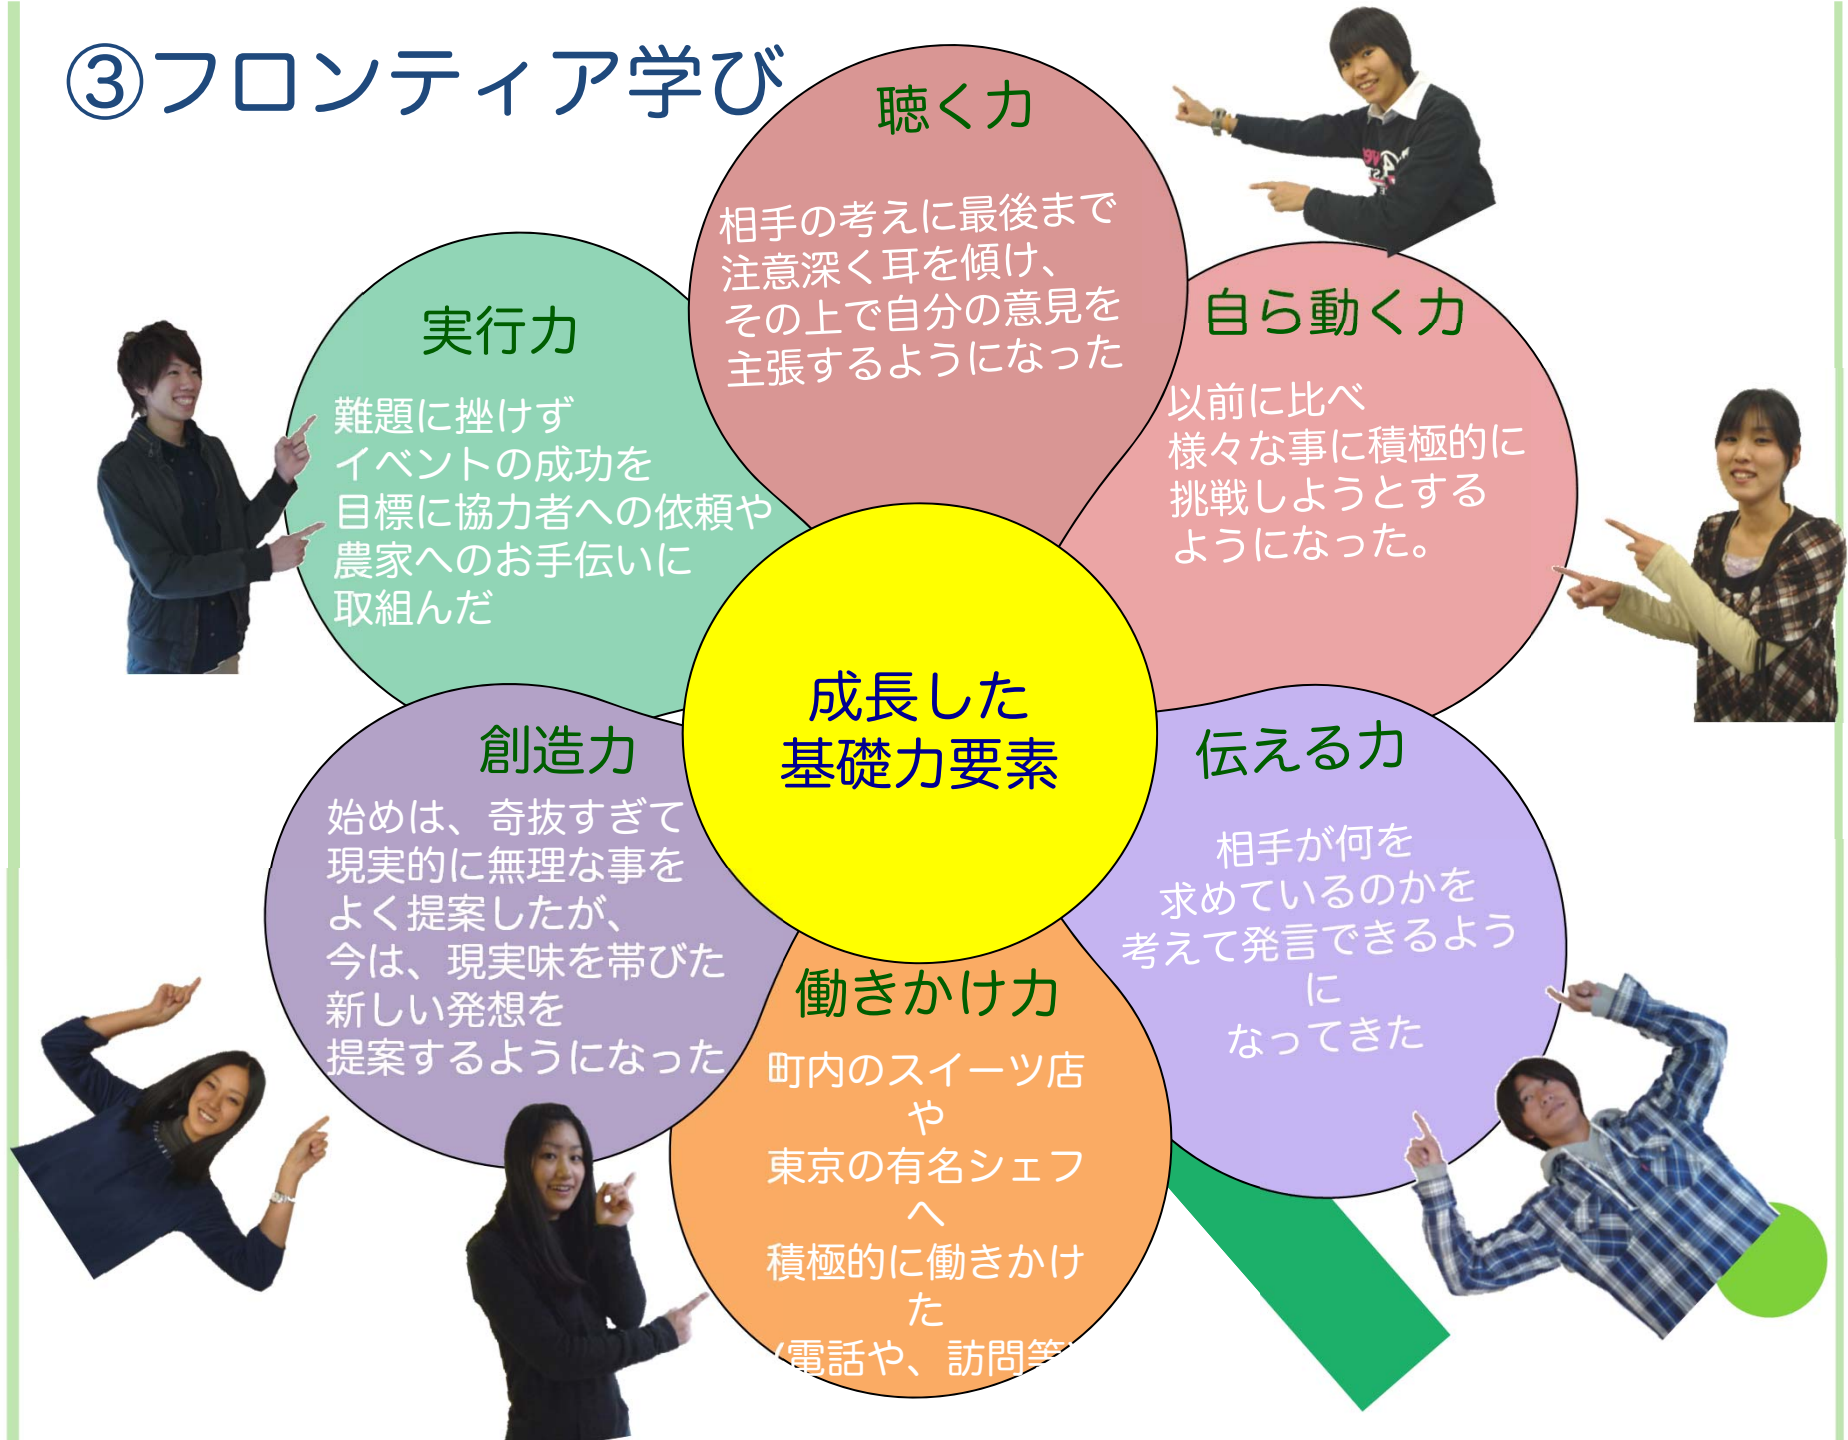 ③フロンティア学び
聴く力
相手の考えに最後まで
注意深く耳を傾け、
その上で自分の意見を
主張するようになった
自ら動く力
以前に比べ
様々な事に積極的に
挑戦しようとする
ようになった。
実行力
難題に挫けず
イベントの成功を
目標に協力者への依頼や
農家へのお手伝いに
取組んだ
成長した
基礎力要素
創造力
始めは、奇抜すぎて
現実的に無理な事を
よく提案したが、
今は、現実味を帯びた
新しい発想を
提案するようになった
伝える力
相手が何を
求めているのかを
考えて発言できるよう
に
なってきた
働きかけ力
町内のスイーツ店
や
東京の有名シェフ
へ
積極的に働きかけ
た
(電話や、訪問等)